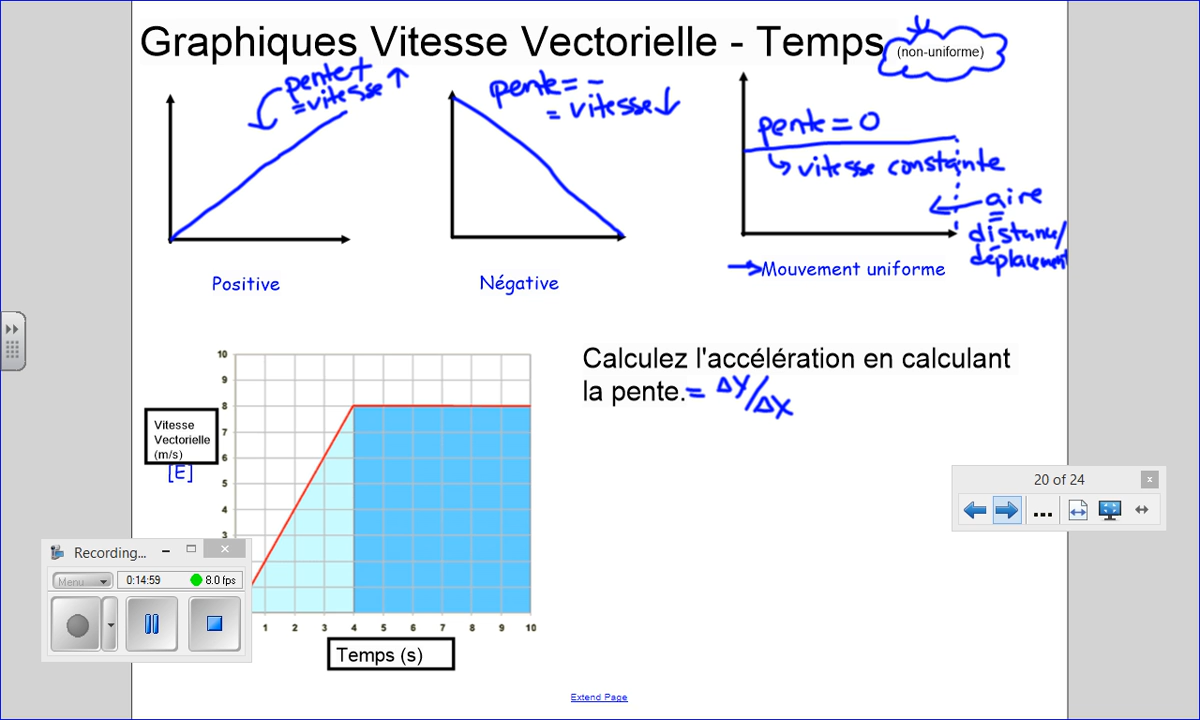 Graphiques Vitesse Vectorielle - Temps
(non-uniforme)
pente +
= vitesse ↑
pente = -
= vitesse ↓
pente = 0
↳ vitesse constante
← aire
=
distance/
déplacement
Positive
Négative
→ Mouvement uniforme
Calculez l'accélération en calculant
la pente. = ΔY/ΔX
Vitesse
Vectorielle
(m/s)
[E]
10
9
8
7
6
5
4
3
1 2 3 4 5 6 7 8 9 10
Temps (s)
20 of 24
...
Recording...
Menu
0:14:59
8.0 fps
Extend Page